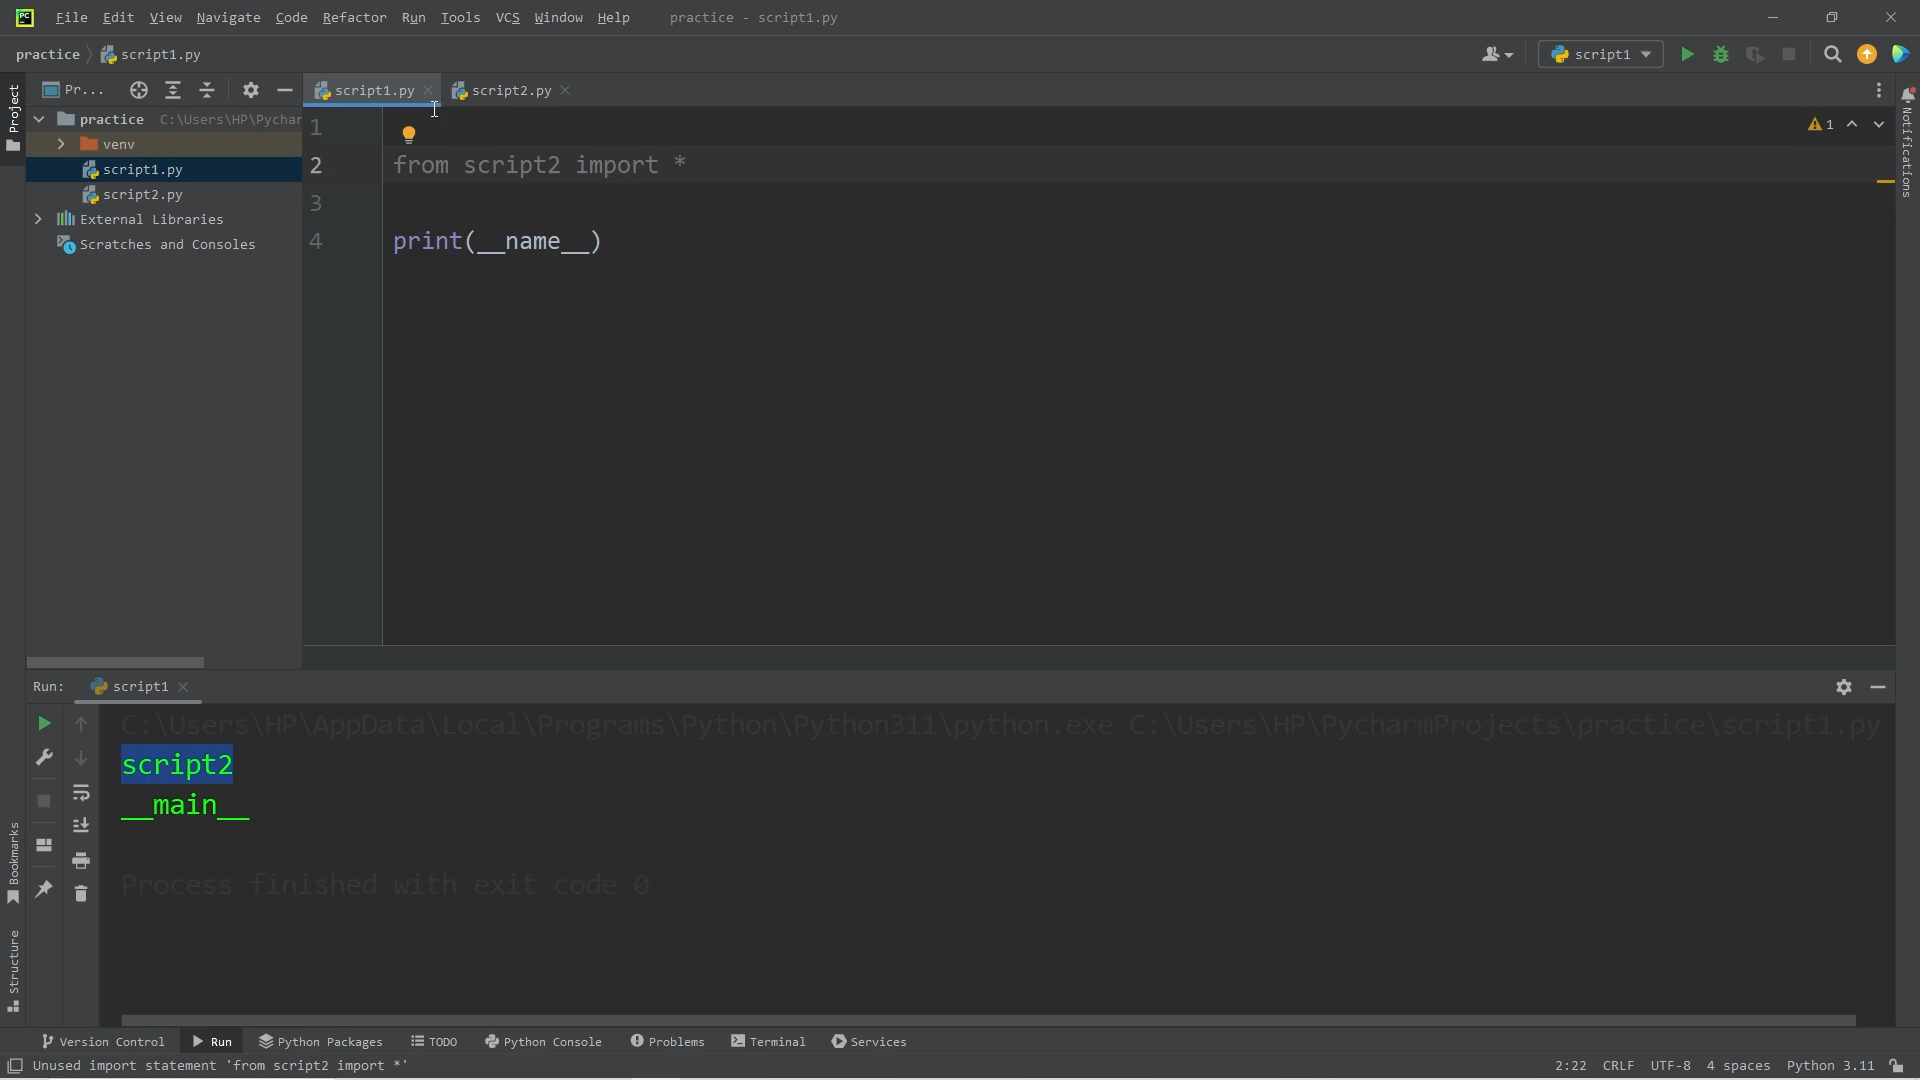 PC File Edit View Navigate Code Refactor Run Tools VCS Window Help practice - script1.py
practice script1.py script1
Project Pr... script1.py script2.py
Notifications
practice C:\Users\HP\Pychar
venv
script1.py
script2.py
External Libraries
Scratches and Consoles
1
2 from script2 import *
3
4 print(__name__)
1
Run: script1
C:\Users\HP\AppData\Local\Programs\Python\Python311\python.exe C:\Users\HP\PycharmProjects\practice\script1.py
script2
__main__
Process finished with exit code 0
Bookmarks
Structure
Version Control Run Python Packages TODO Python Console Problems Terminal Services
Unused import statement 'from script2 import *' 2:22 CRLF UTF-8 4 spaces Python 3.11